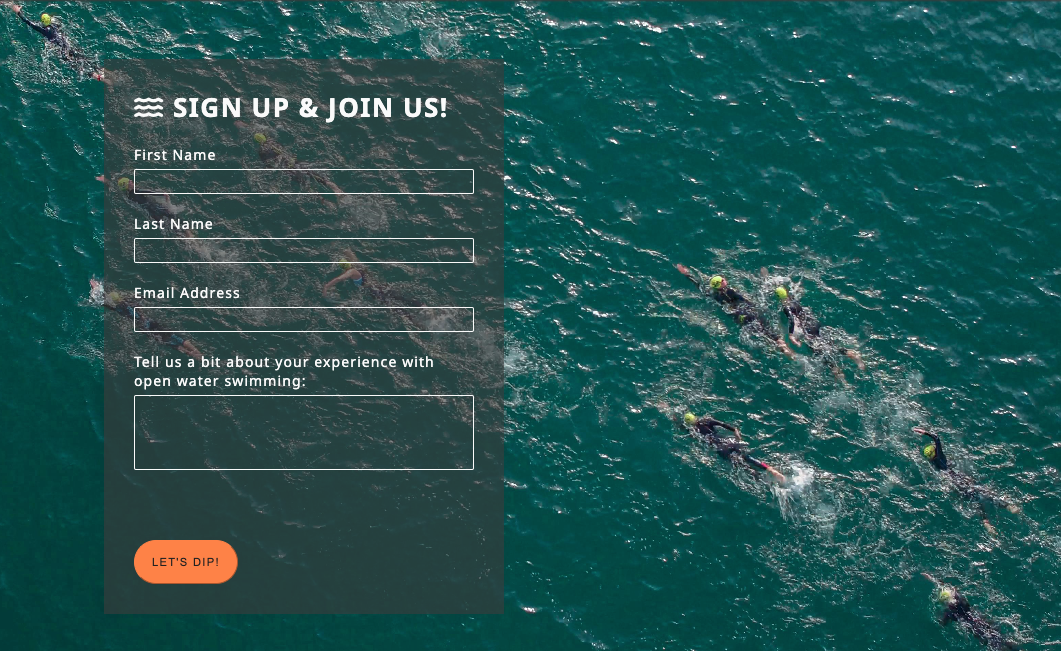 SIGN UP & JOIN US!
First Name
Last Name
Email Address
Tell us a bit about your experience with
open water swimming:
LET'S DIP!